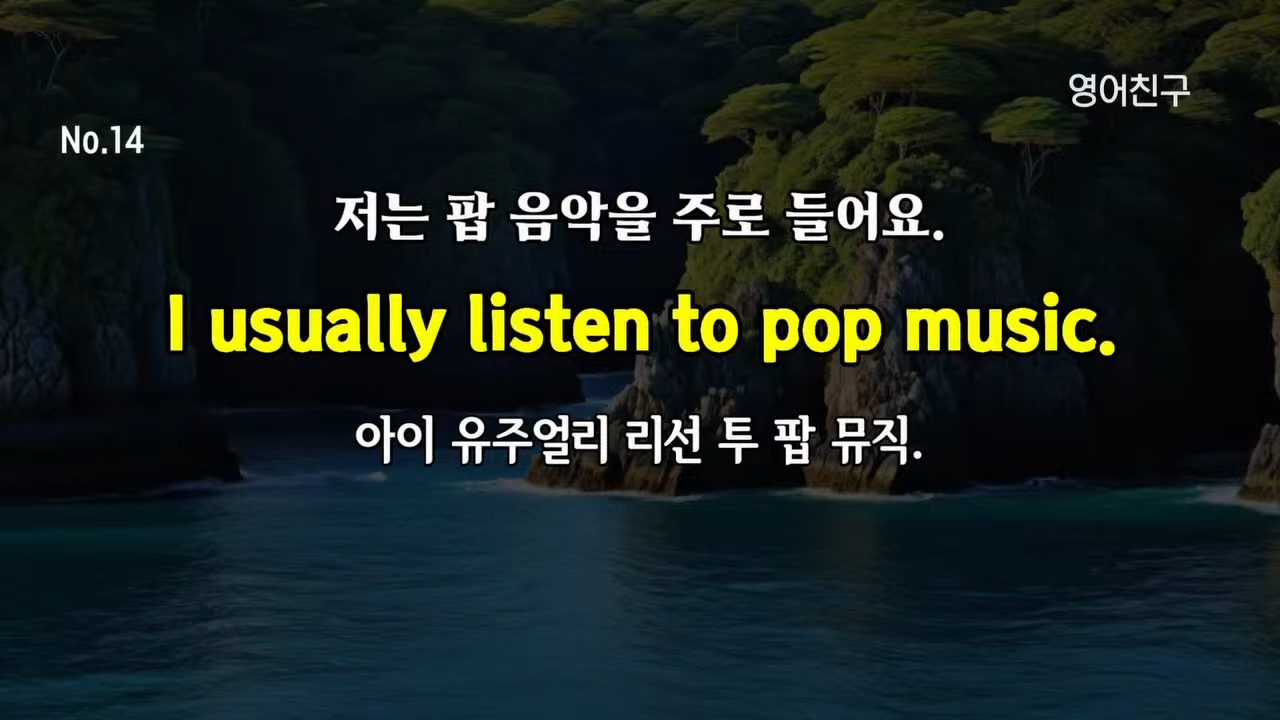 영어친구
No.14
저는 팝 음악을 주로 들어요.
I usually listen to pop music.
아이 유주얼리 리선 투 팝 뮤직.